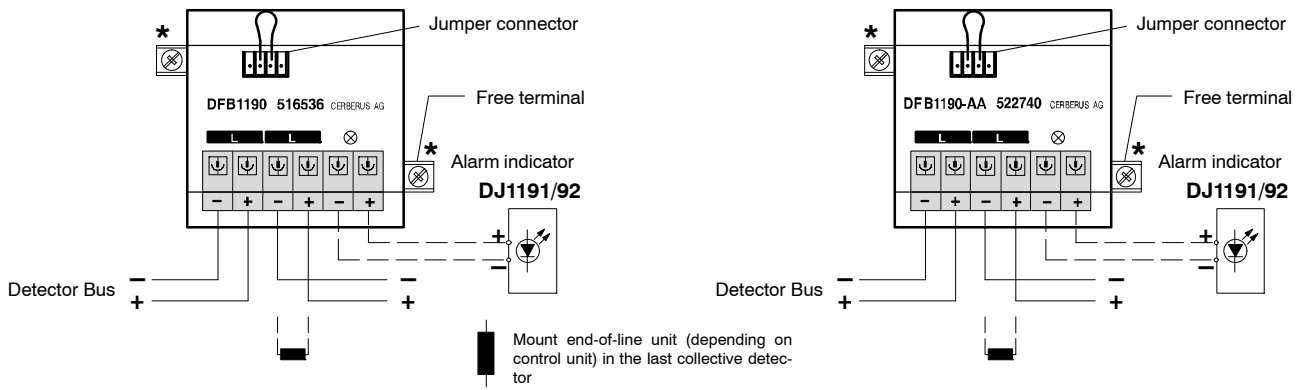 *
Jumper connector
DFB1190 516536 CERBERUS AG
Free terminal
L L
*
Alarm indicator
DJ1191/92
− + − + − +
+
−
Detector Bus
−
+
−
+
Mount end-of-line unit (depending on
control unit) in the last collective detec-
tor
*
Jumper connector
DFB1190-AA 522740 CERBERUS AG
Free terminal
L L
*
Alarm indicator
DJ1191/92
− + − + − +
+
−
Detector Bus
−
+
−
+